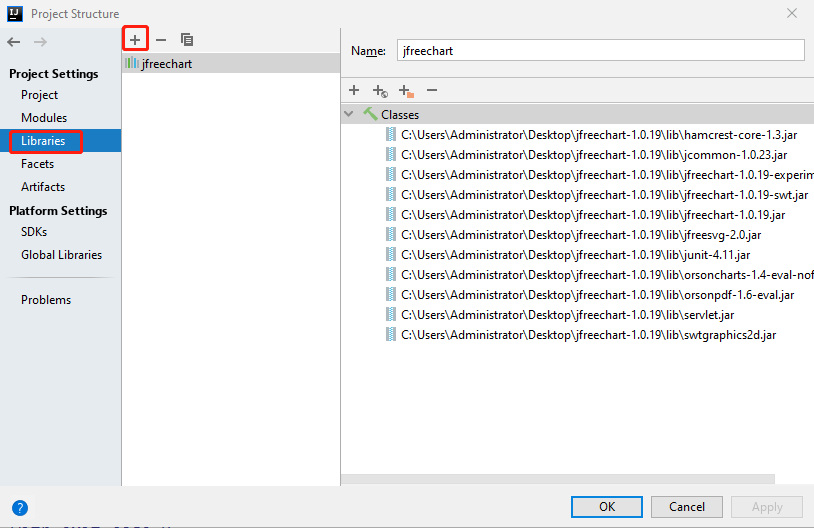 Project Structure
Project Settings
Project
Modules
Libraries
Facets
Artifacts
Platform Settings
SDKs
Global Libraries
Problems
jfreechart
Name: jfreechart
Classes
C:\Users\Administrator\Desktop\jfreechart-1.0.19\lib\hamcrest-core-1.3.jar
C:\Users\Administrator\Desktop\jfreechart-1.0.19\lib\jcommon-1.0.23.jar
C:\Users\Administrator\Desktop\jfreechart-1.0.19\lib\jfreechart-1.0.19-experim
C:\Users\Administrator\Desktop\jfreechart-1.0.19\lib\jfreechart-1.0.19-swt.jar
C:\Users\Administrator\Desktop\jfreechart-1.0.19\lib\jfreechart-1.0.19.jar
C:\Users\Administrator\Desktop\jfreechart-1.0.19\lib\jfreesvg-2.0.jar
C:\Users\Administrator\Desktop\jfreechart-1.0.19\lib\junit-4.11.jar
C:\Users\Administrator\Desktop\jfreechart-1.0.19\lib\orsoncharts-1.4-eval-nof
C:\Users\Administrator\Desktop\jfreechart-1.0.19\lib\orsonpdf-1.6-eval.jar
C:\Users\Administrator\Desktop\jfreechart-1.0.19\lib\servlet.jar
C:\Users\Administrator\Desktop\jfreechart-1.0.19\lib\swtgraphics2d.jar
OK Cancel Apply